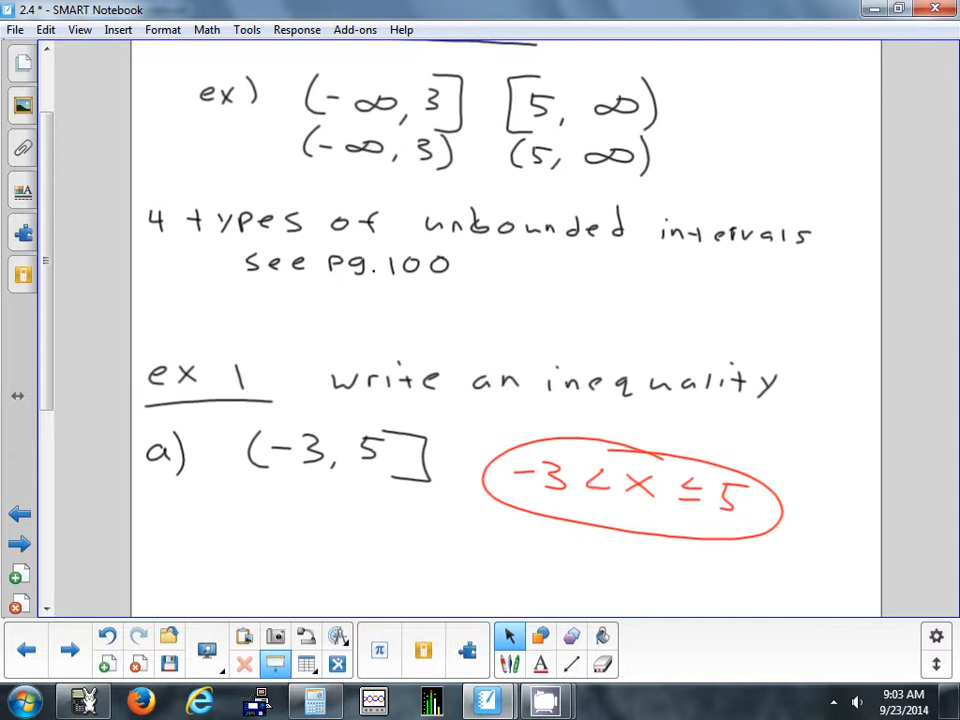 2.4 * - SMART Notebook
File Edit View Insert Format Math Tools Response Add-ons Help
ex) (-∞, 3] [5, ∞)
(-∞, 3) (5, ∞)
4 types of unbounded intervals
see pg. 100
ex 1 write an inequality
a) (-3, 5] -3 < x ≤ 5
9:03 AM
9/23/2014